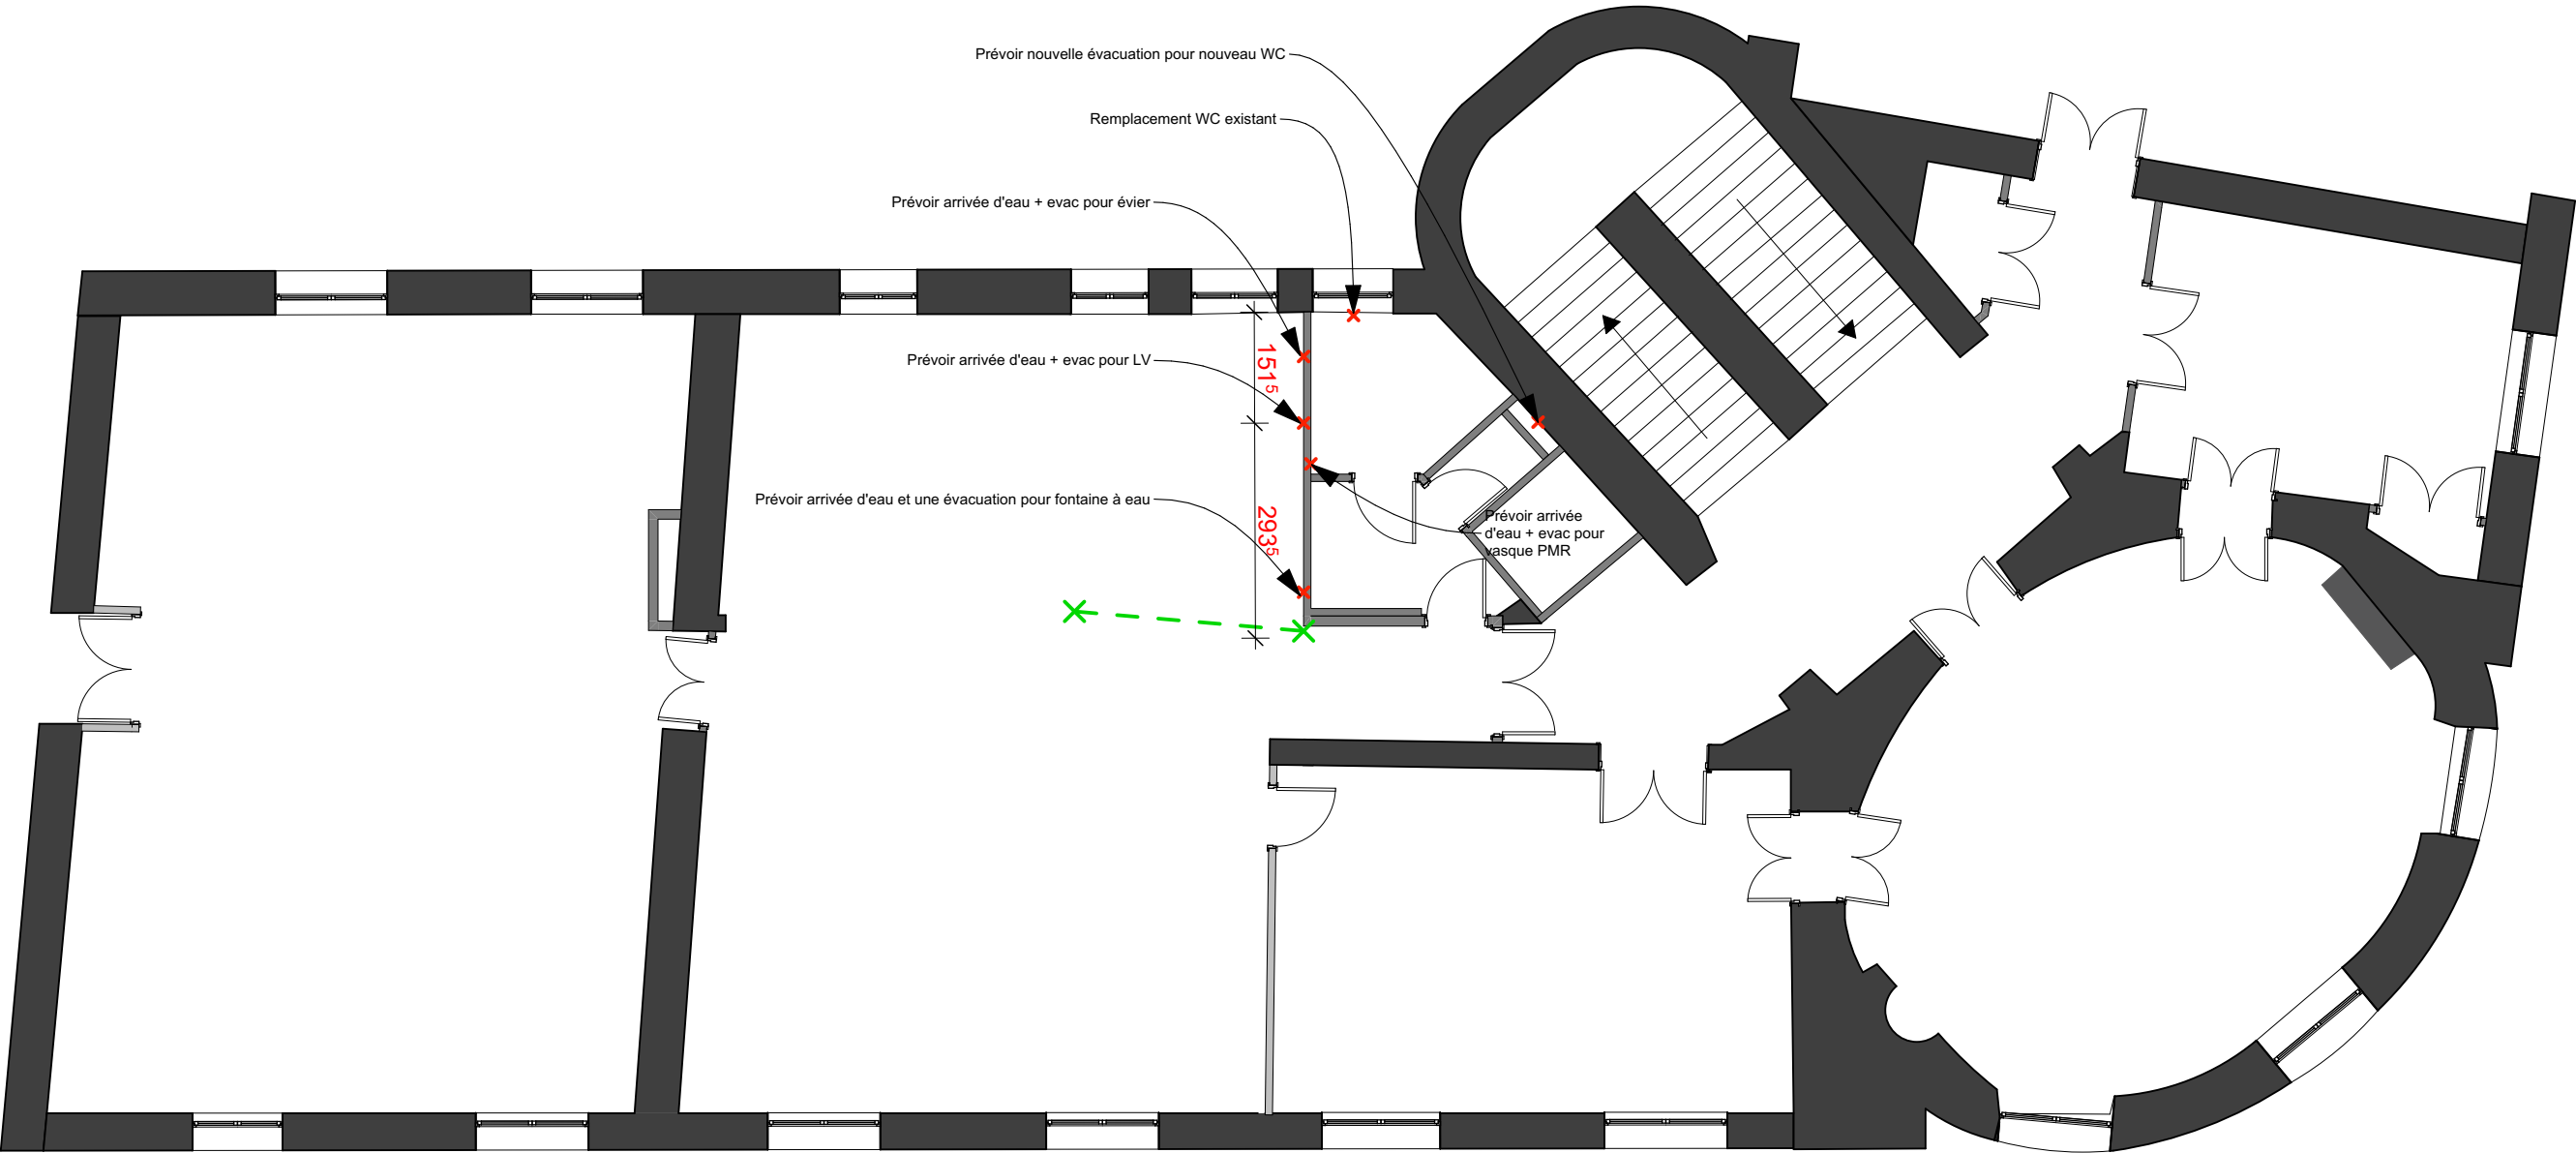 Prévoir nouvelle évacuation pour nouveau WC
Remplacement WC existant
Prévoir arrivée d'eau + evac pour évier
151⁵
Prévoir arrivée d'eau + evac pour LV
Prévoir arrivée d'eau et une évacuation pour fontaine à eau
293⁵
Prévoir arrivée
d'eau + evac pour
vasque PMR